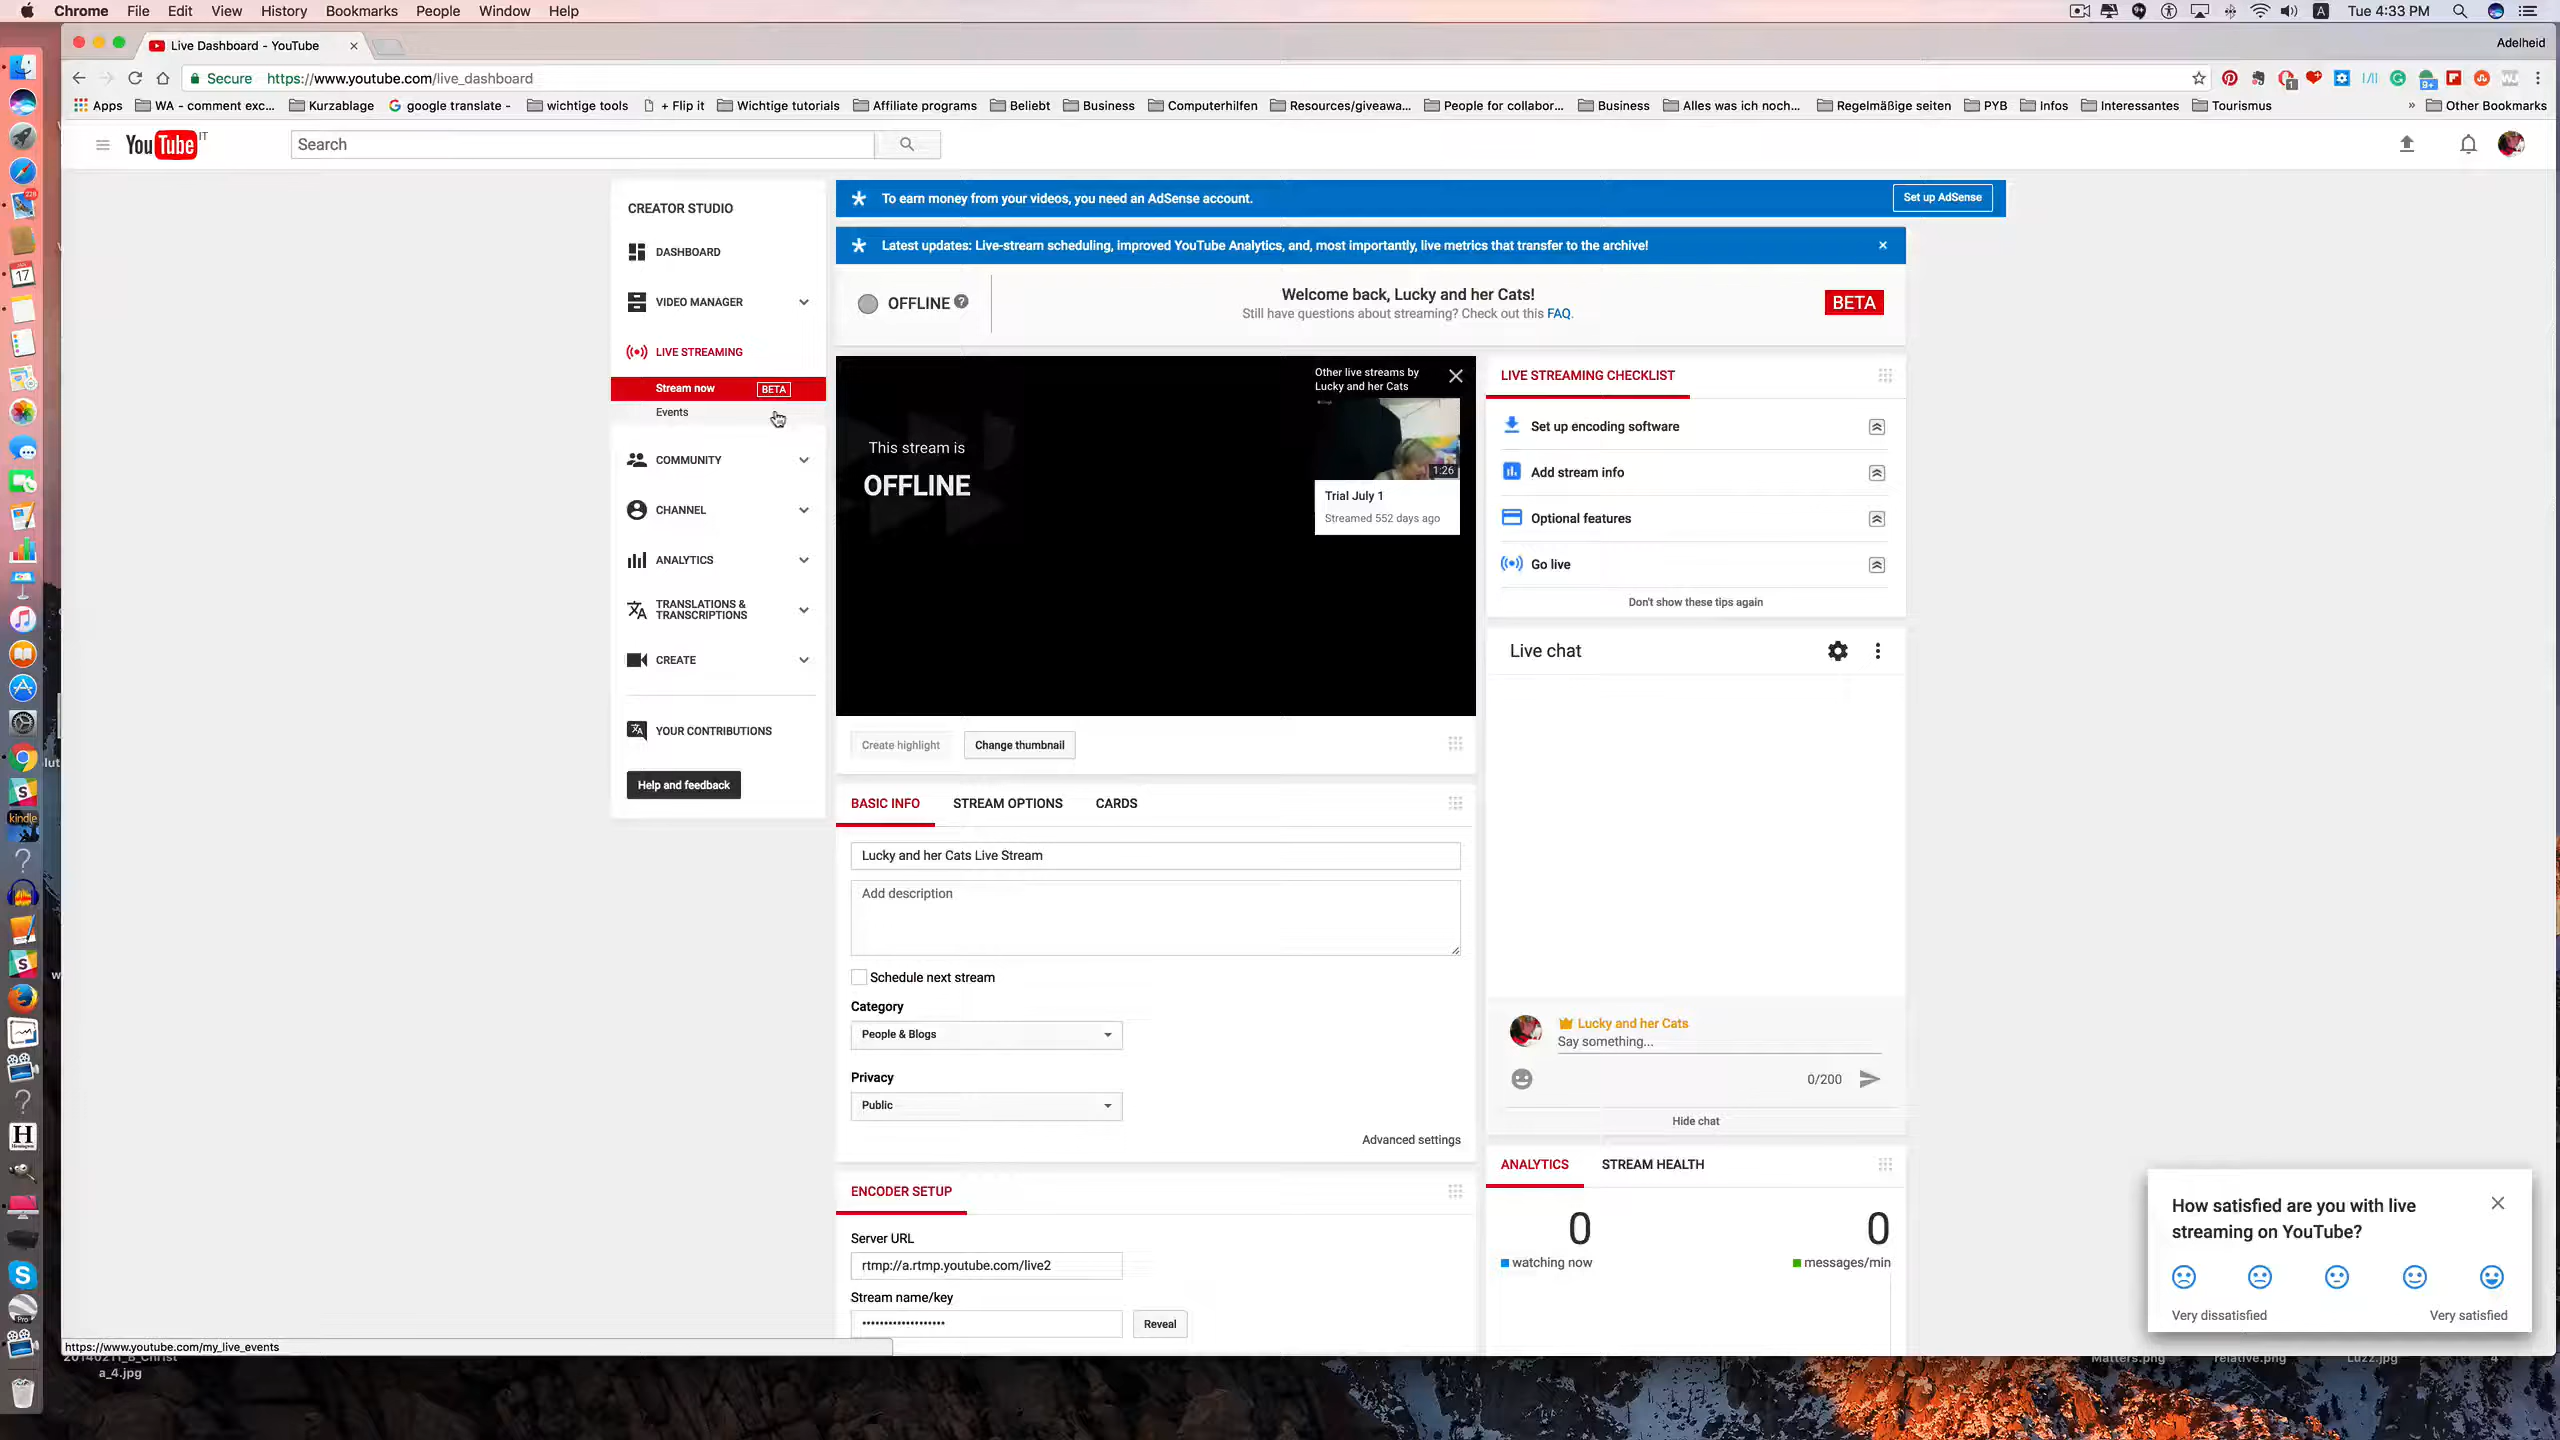 Chrome File Edit View History Bookmarks People Window Help
Tue 4:33 PM
Live Dashboard - YouTube
Adelheid
Secure https://www.youtube.com/live_dashboard
Apps WA - comment exc... Kurzablage google translate - wichtige tools + Flip it Wichtige tutorials Affiliate programs Beliebt Business Computerhilfen Resources/giveawa... People for collabor... Business Alles was ich noch... Regelmäßige seiten PYB Infos Interessantes Tourismus » Other Bookmarks
YouTube IT
Search
CREATOR STUDIO
DASHBOARD
VIDEO MANAGER
LIVE STREAMING
Stream now BETA
Events
COMMUNITY
CHANNEL
ANALYTICS
TRANSLATIONS &
TRANSCRIPTIONS
CREATE
YOUR CONTRIBUTIONS
Help and feedback
To earn money from your videos, you need an AdSense account.
Set up AdSense
Latest updates: Live-stream scheduling, improved YouTube Analytics, and, most importantly, live metrics that transfer to the archive!
OFFLINE ?
Welcome back, Lucky and her Cats!
Still have questions about streaming? Check out this FAQ.
BETA
This stream is
OFFLINE
Other live streams by
Lucky and her Cats
1:26
Trial July 1
Streamed 552 days ago
Create highlight Change thumbnail
BASIC INFO STREAM OPTIONS CARDS
Lucky and her Cats Live Stream
Add description
Schedule next stream
Category
People & Blogs
Privacy
Public
Advanced settings
ENCODER SETUP
Server URL
rtmp://a.rtmp.youtube.com/live2
Stream name/key
•••••••••••••••••••
Reveal
LIVE STREAMING CHECKLIST
Set up encoding software
Add stream info
Optional features
Go live
Don't show these tips again
Live chat
Lucky and her Cats
Say something...
0/200
Hide chat
ANALYTICS STREAM HEALTH
0 0
watching now messages/min
How satisfied are you with live
streaming on YouTube?
Very dissatisfied Very satisfied
https://www.youtube.com/my_live_events
a_4.jpg
Matters.png relative.png Luzz.jpg 4
17
kindle